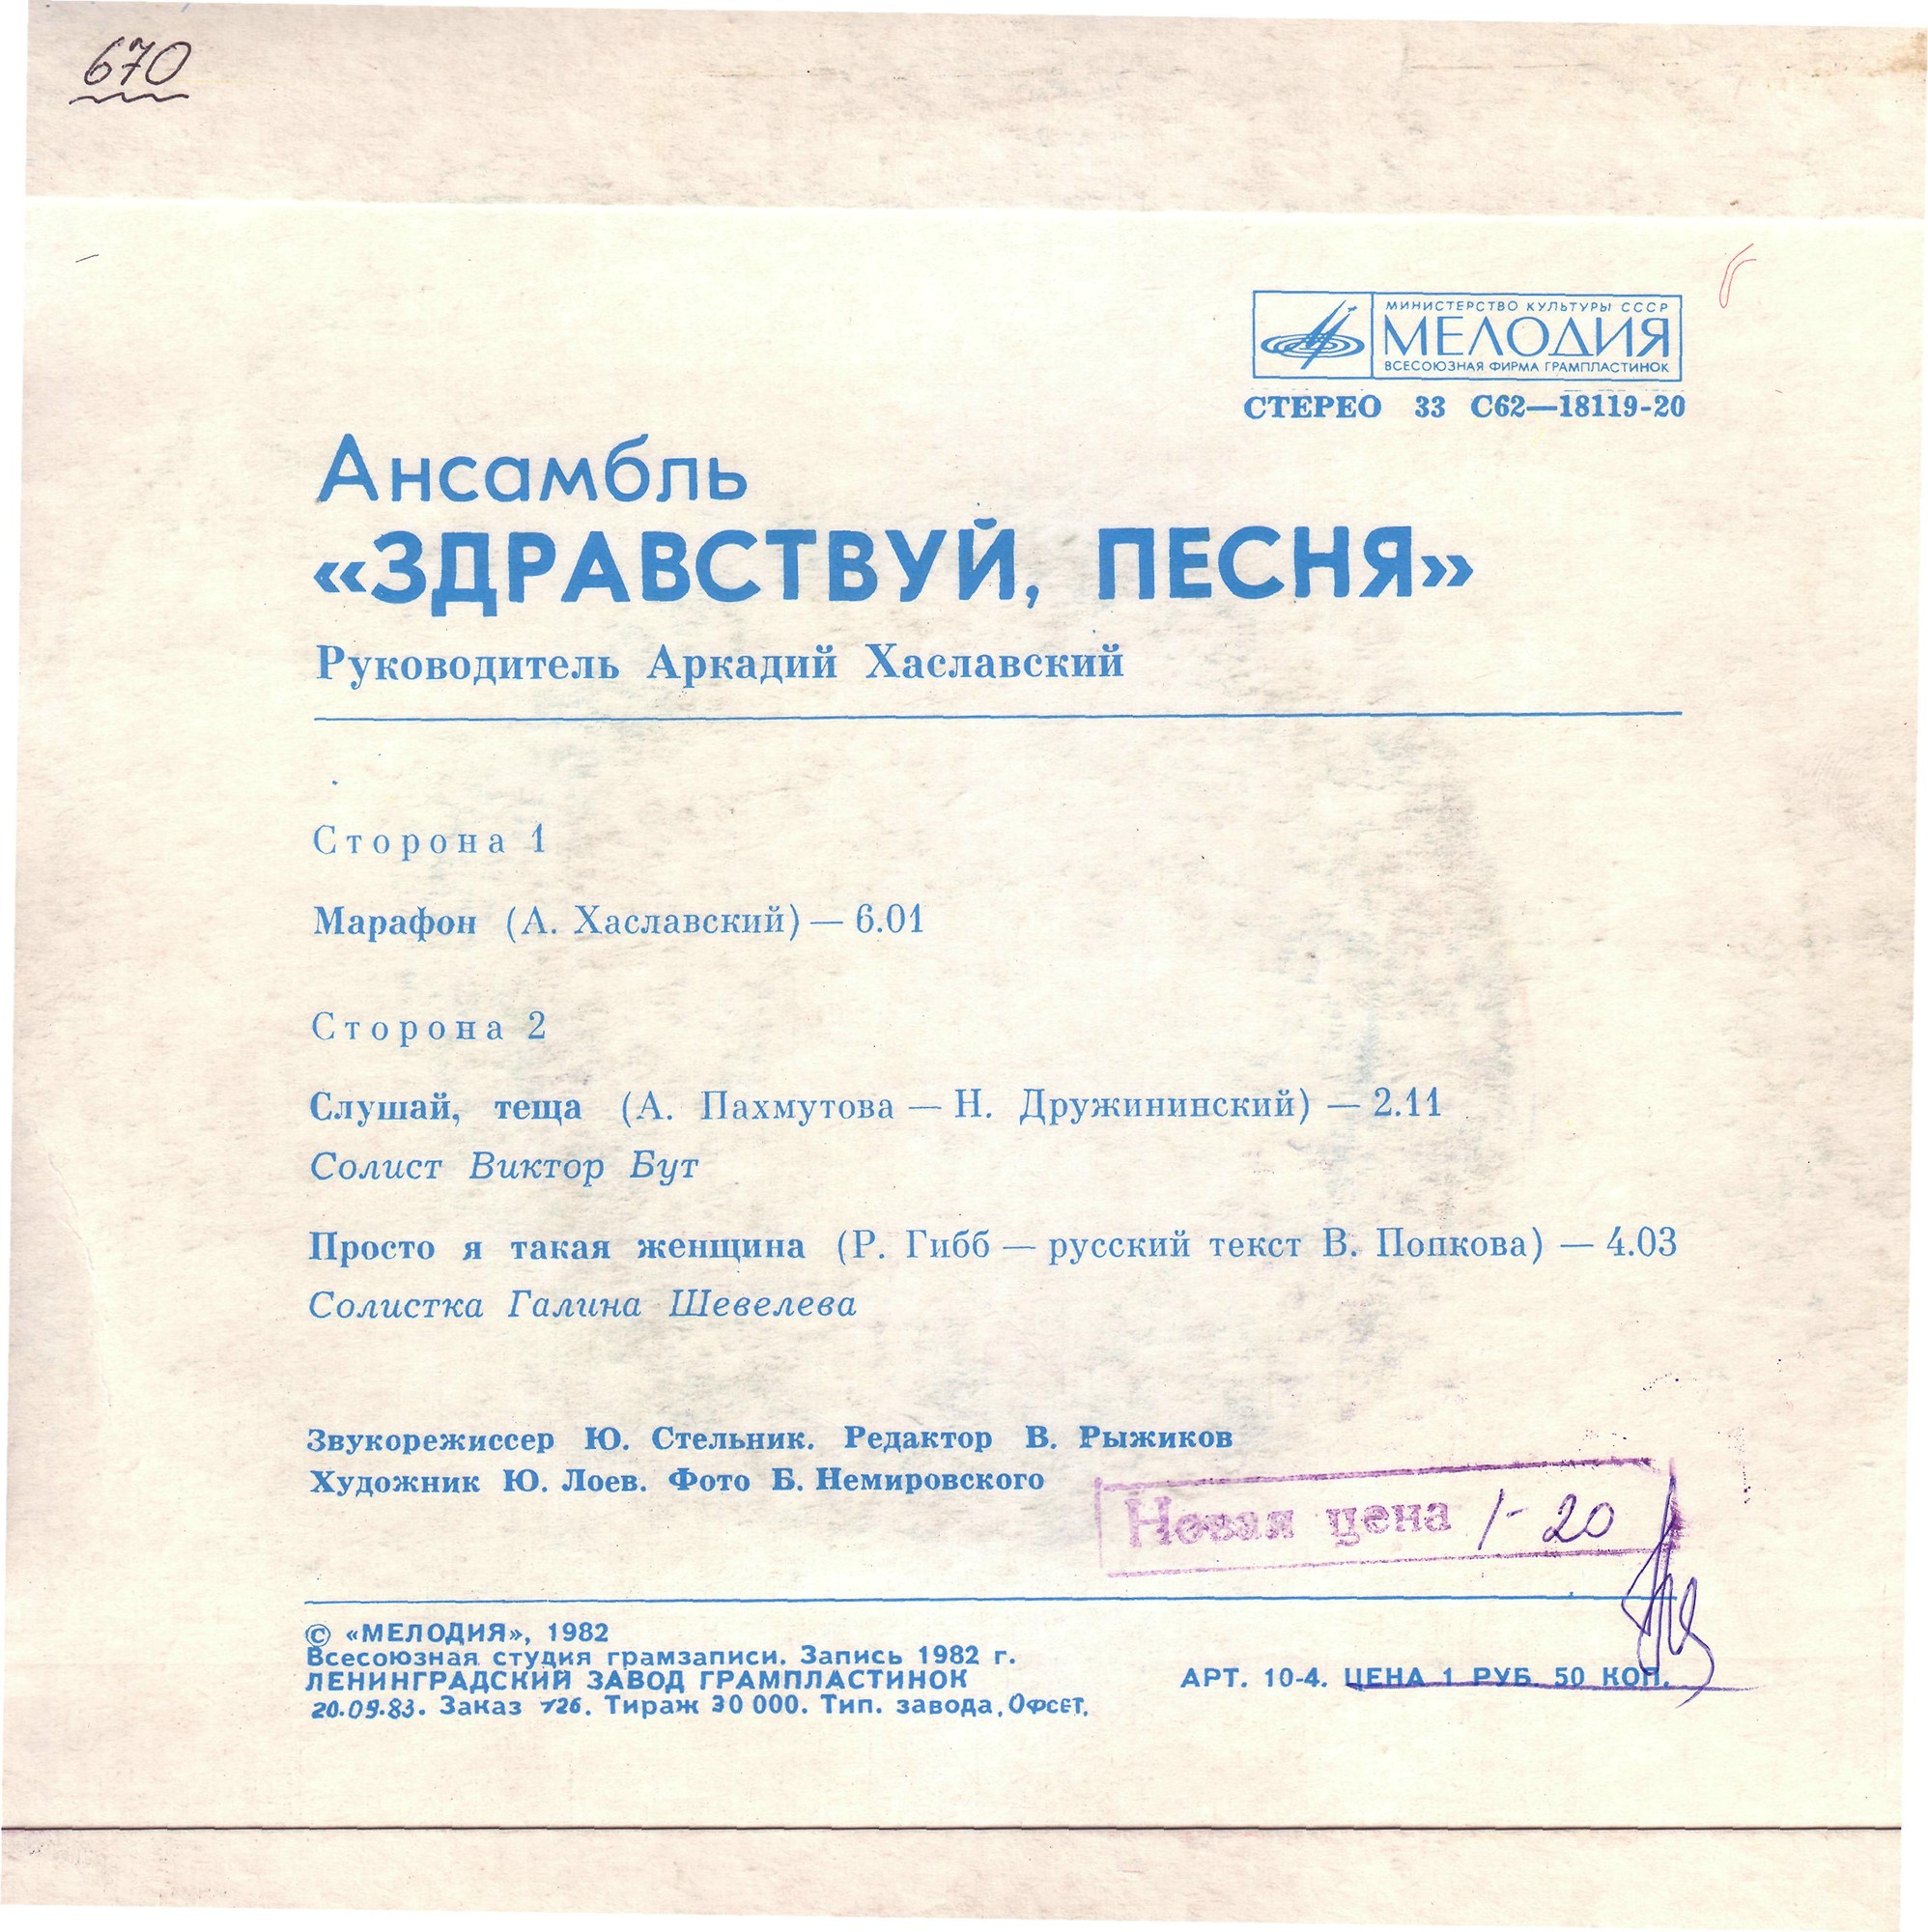 670
МИНИСТЕРСТВО КУЛЬТУРЫ СССР
МЕЛОДИЯ
ВСЕСОЮЗНАЯ ФИРМА ГРАМПЛАСТИНОК
СТЕРЕО 33 С62—18119-20
Ансамбль
«ЗДРАВСТВУЙ, ПЕСНЯ»
Руководитель Аркадий Хаславский
Сторона 1
Марафон (А. Хаславский) — 6.01
Сторона 2
Слушай, теща (А. Пахмутова — Н. Дружининский) — 2.11
Солист Виктор Бут
Просто я такая женщина (Р. Гибб — русский текст В. Попкова) — 4.03
Солистка Галина Шевелева
Звукорежиссер Ю. Стельник. Редактор В. Рыжиков
Художник Ю. Лоев. Фото Б. Немировского
Новая цена 1-20
© «МЕЛОДИЯ», 1982
Всесоюзная студия грамзаписи. Запись 1982 г.
ЛЕНИНГРАДСКИЙ ЗАВОД ГРАМПЛАСТИНОК
АРТ. 10-4. ЦЕНА 1 РУБ. 50 КОП.
20.09.83. Заказ 726. Тираж 30 000. Тип. завода. Офсет.